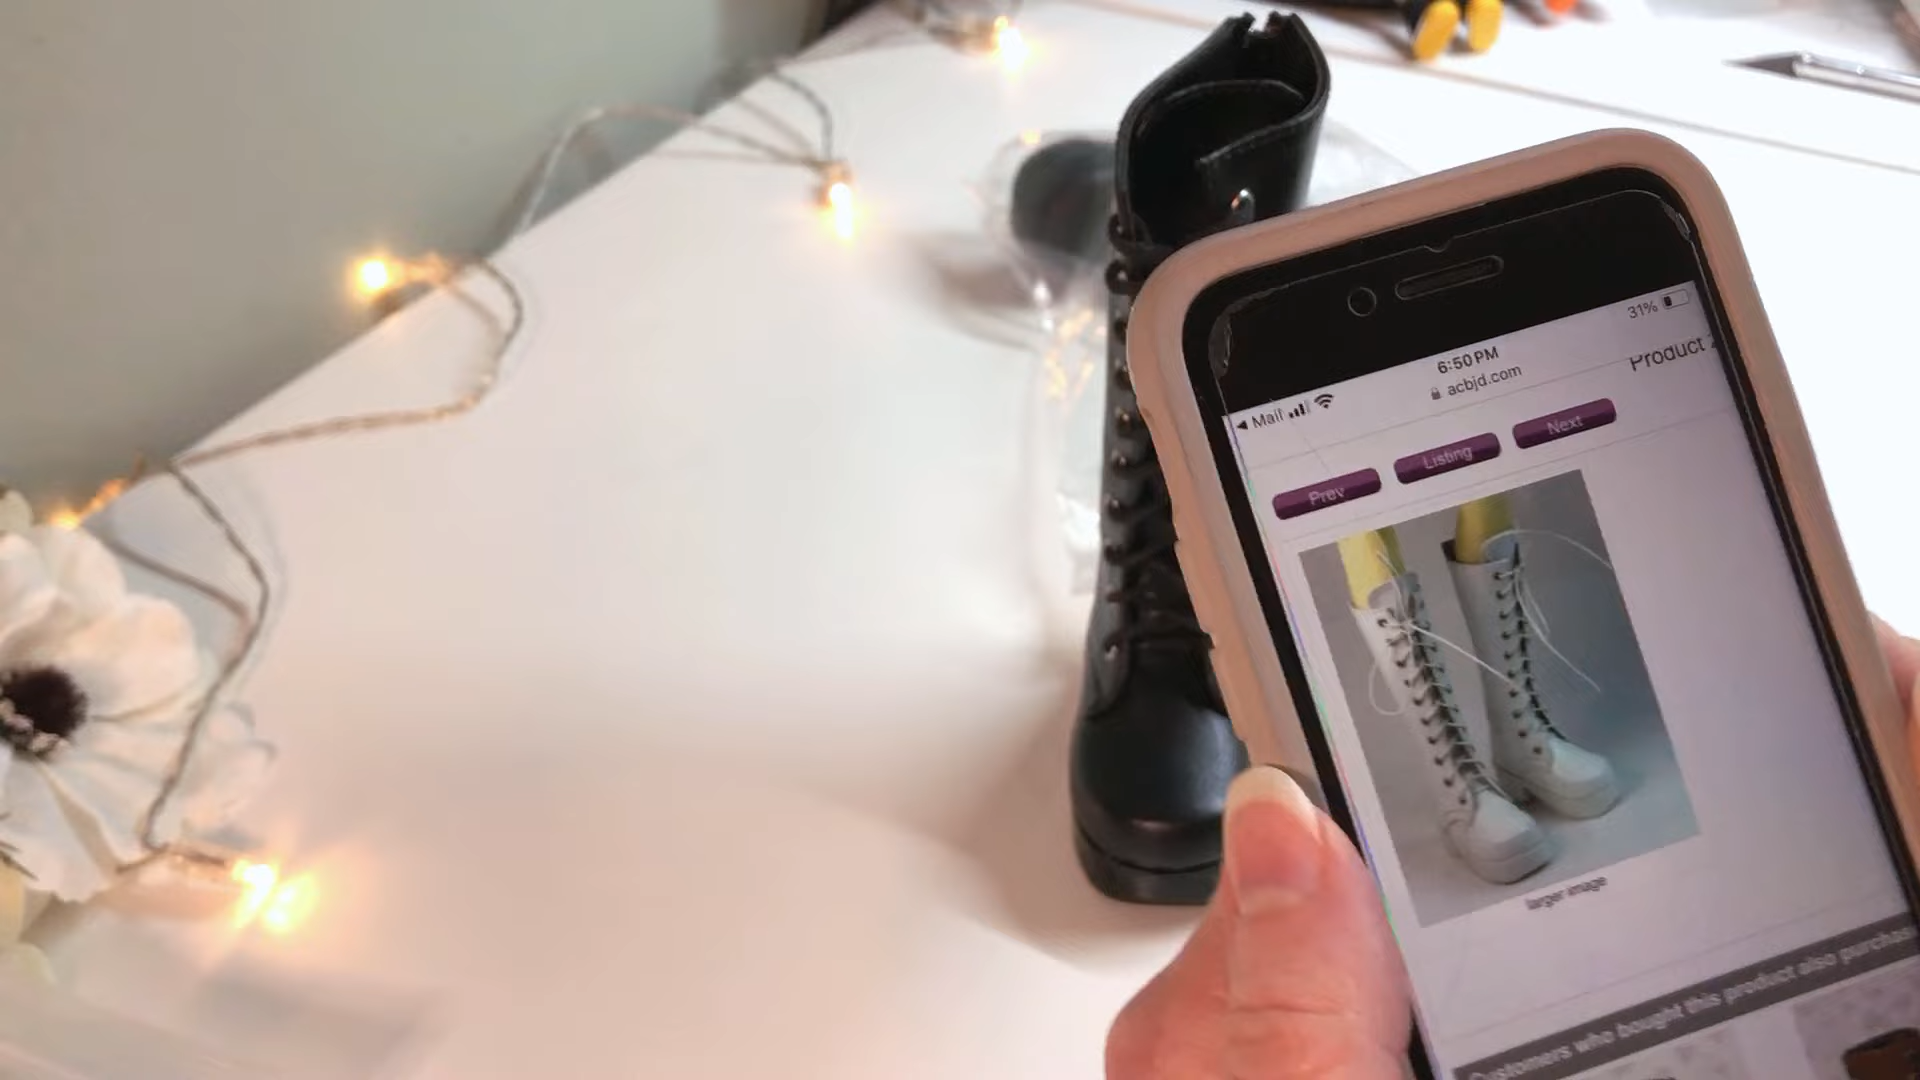 31%
6:50 PM
Mail
acbjd.com
Product
Prev Listing Next
larger image
Customers who bought this product also